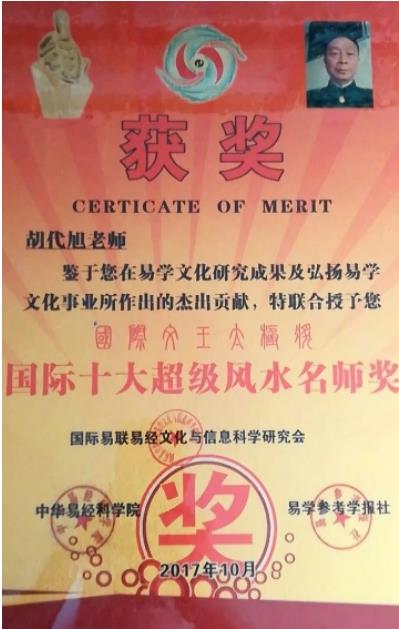 获奖
CERTICATE OF MERIT
胡代旭老师
鉴于您在易学文化研究成果及弘扬易学
文化事业所作出的杰出贡献，特联合授予您
國際文王太極獎
国际十大超级风水名师奖
国际易联易经文化与信息科学研究会
中华易经科学院
易学参考学报社
奖
2017年10月